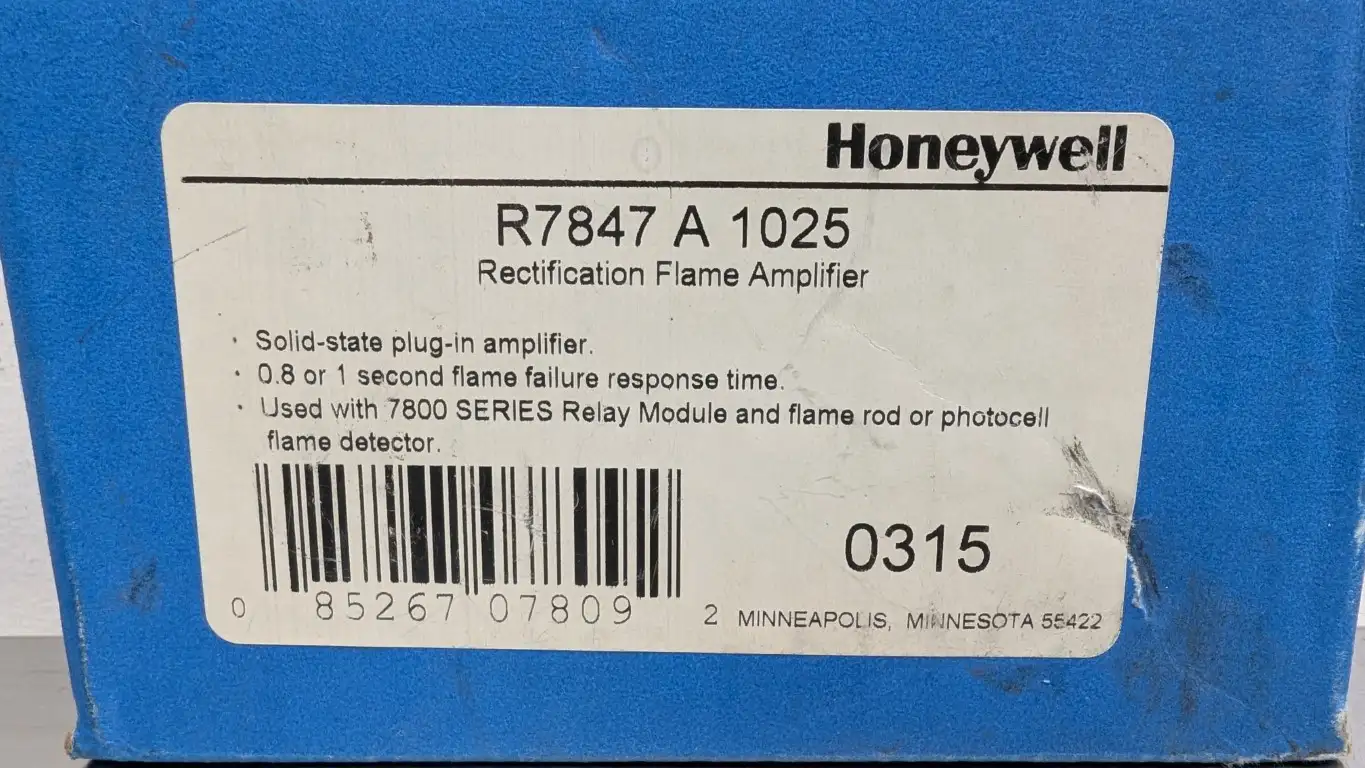 Honeywell
R7847 A 1025
Rectification Flame Amplifier
· Solid-state plug-in amplifier.
· 0.8 or 1 second flame failure response time.
· Used with 7800 SERIES Relay Module and flame rod or photocell
flame detector.
0315
0 85267 07809 2 MINNEAPOLIS, MINNESOTA 55422